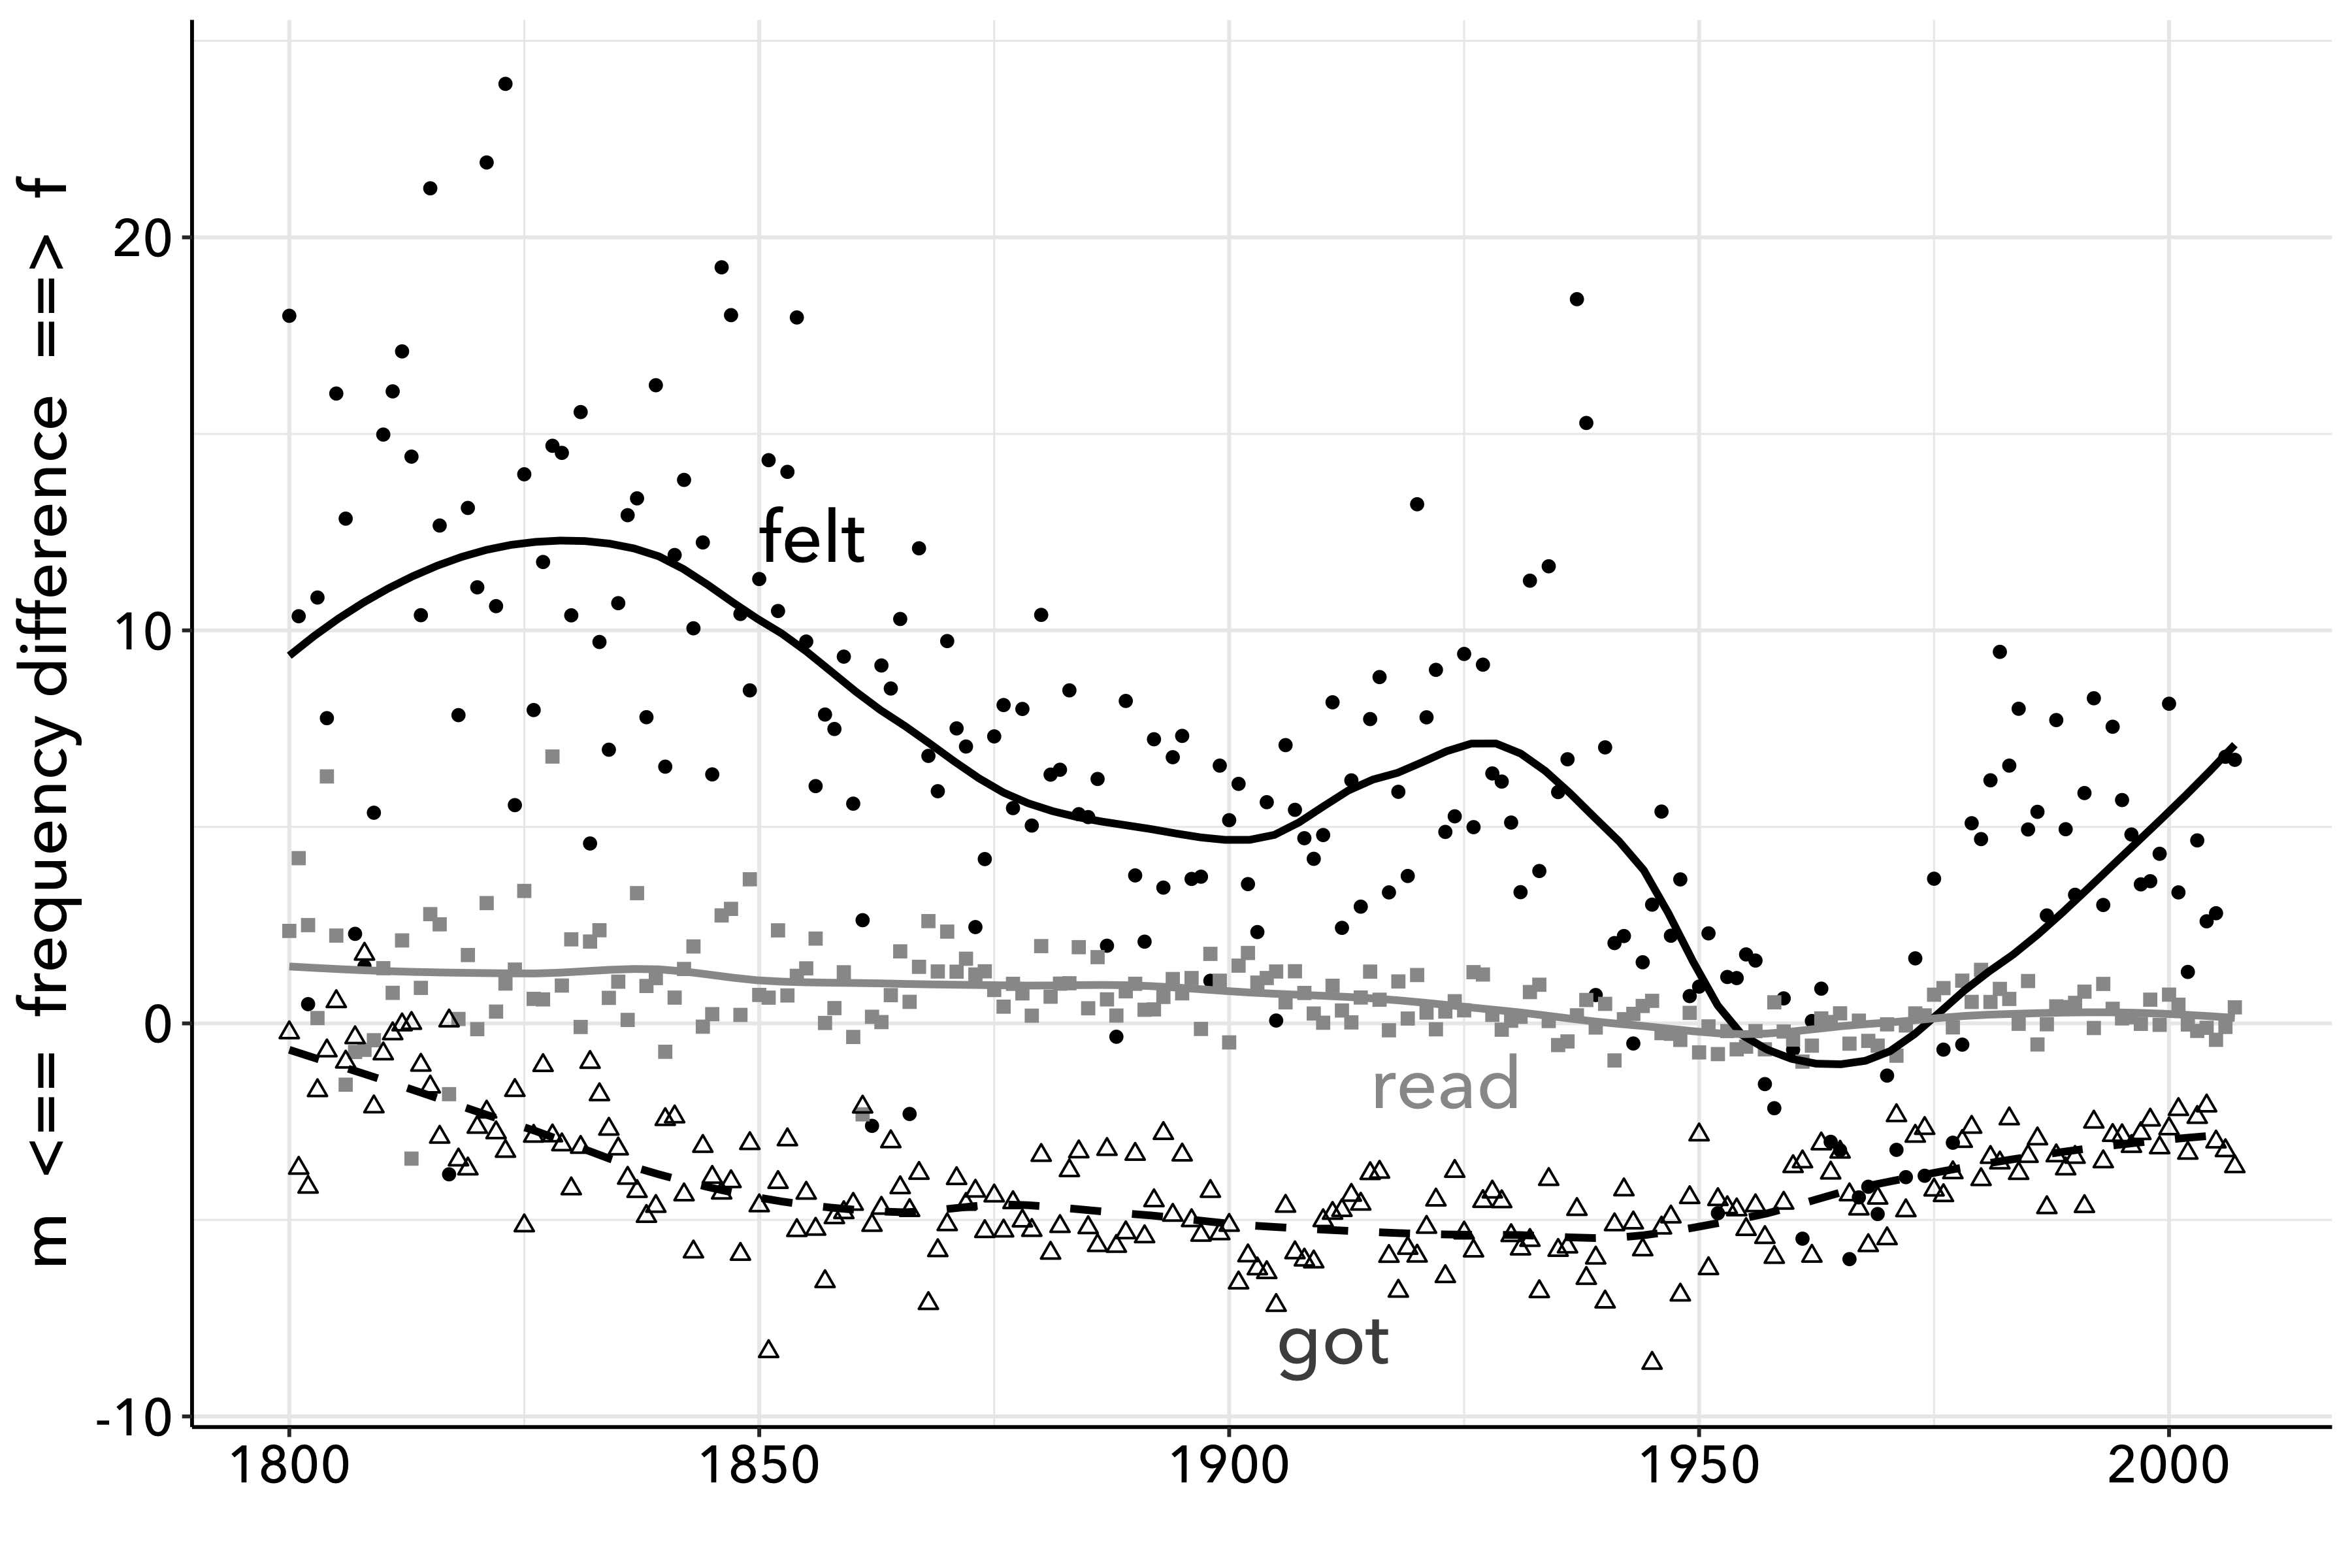 m <== frequency difference ==> f
20
10
0
-10
felt
read
got
1800 1850 1900 1950 2000